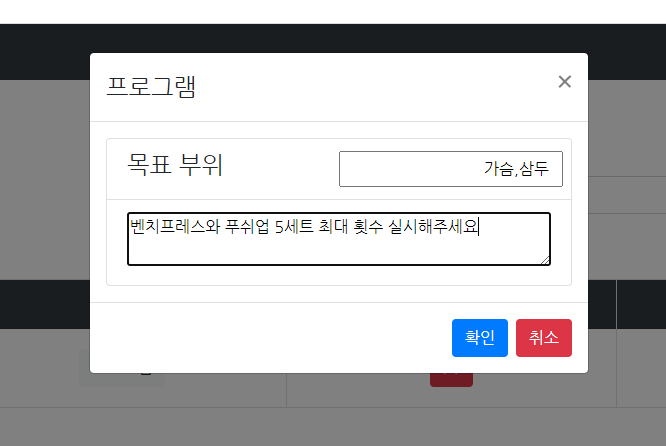 프로그램
×
목표 부위
가슴,삼두
벤치프레스와 푸쉬업 5세트 최대 횟수 실시해주세요
확인 취소